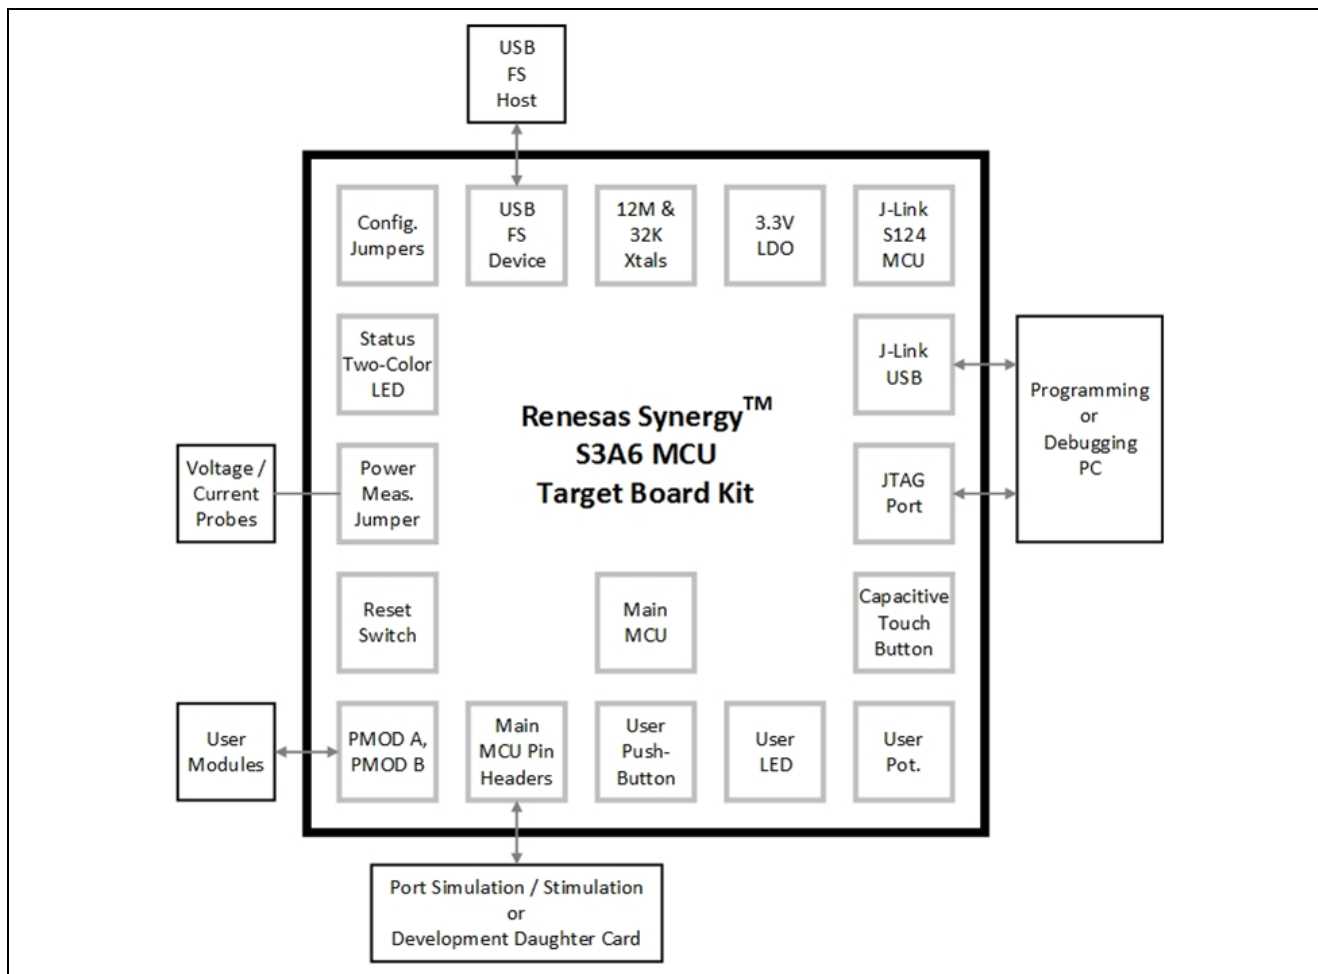 USB
FS
Host
Config.
Jumpers
USB
FS
Device
12M &
32K
Xtals
3.3V
LDO
J-Link
S124
MCU
Status
Two-Color
LED
J-Link
USB
Programming
or
Debugging
PC
Renesas Synergy™
S3A6 MCU
Target Board Kit
Voltage /
Current
Probes
Power
Meas.
Jumper
JTAG
Port
Reset
Switch
Main
MCU
Capacitive
Touch
Button
User
Modules
PMOD A,
PMOD B
Main
MCU Pin
Headers
User
Push-
Button
User
LED
User
Pot.
Port Simulation / Stimulation
or
Development Daughter Card